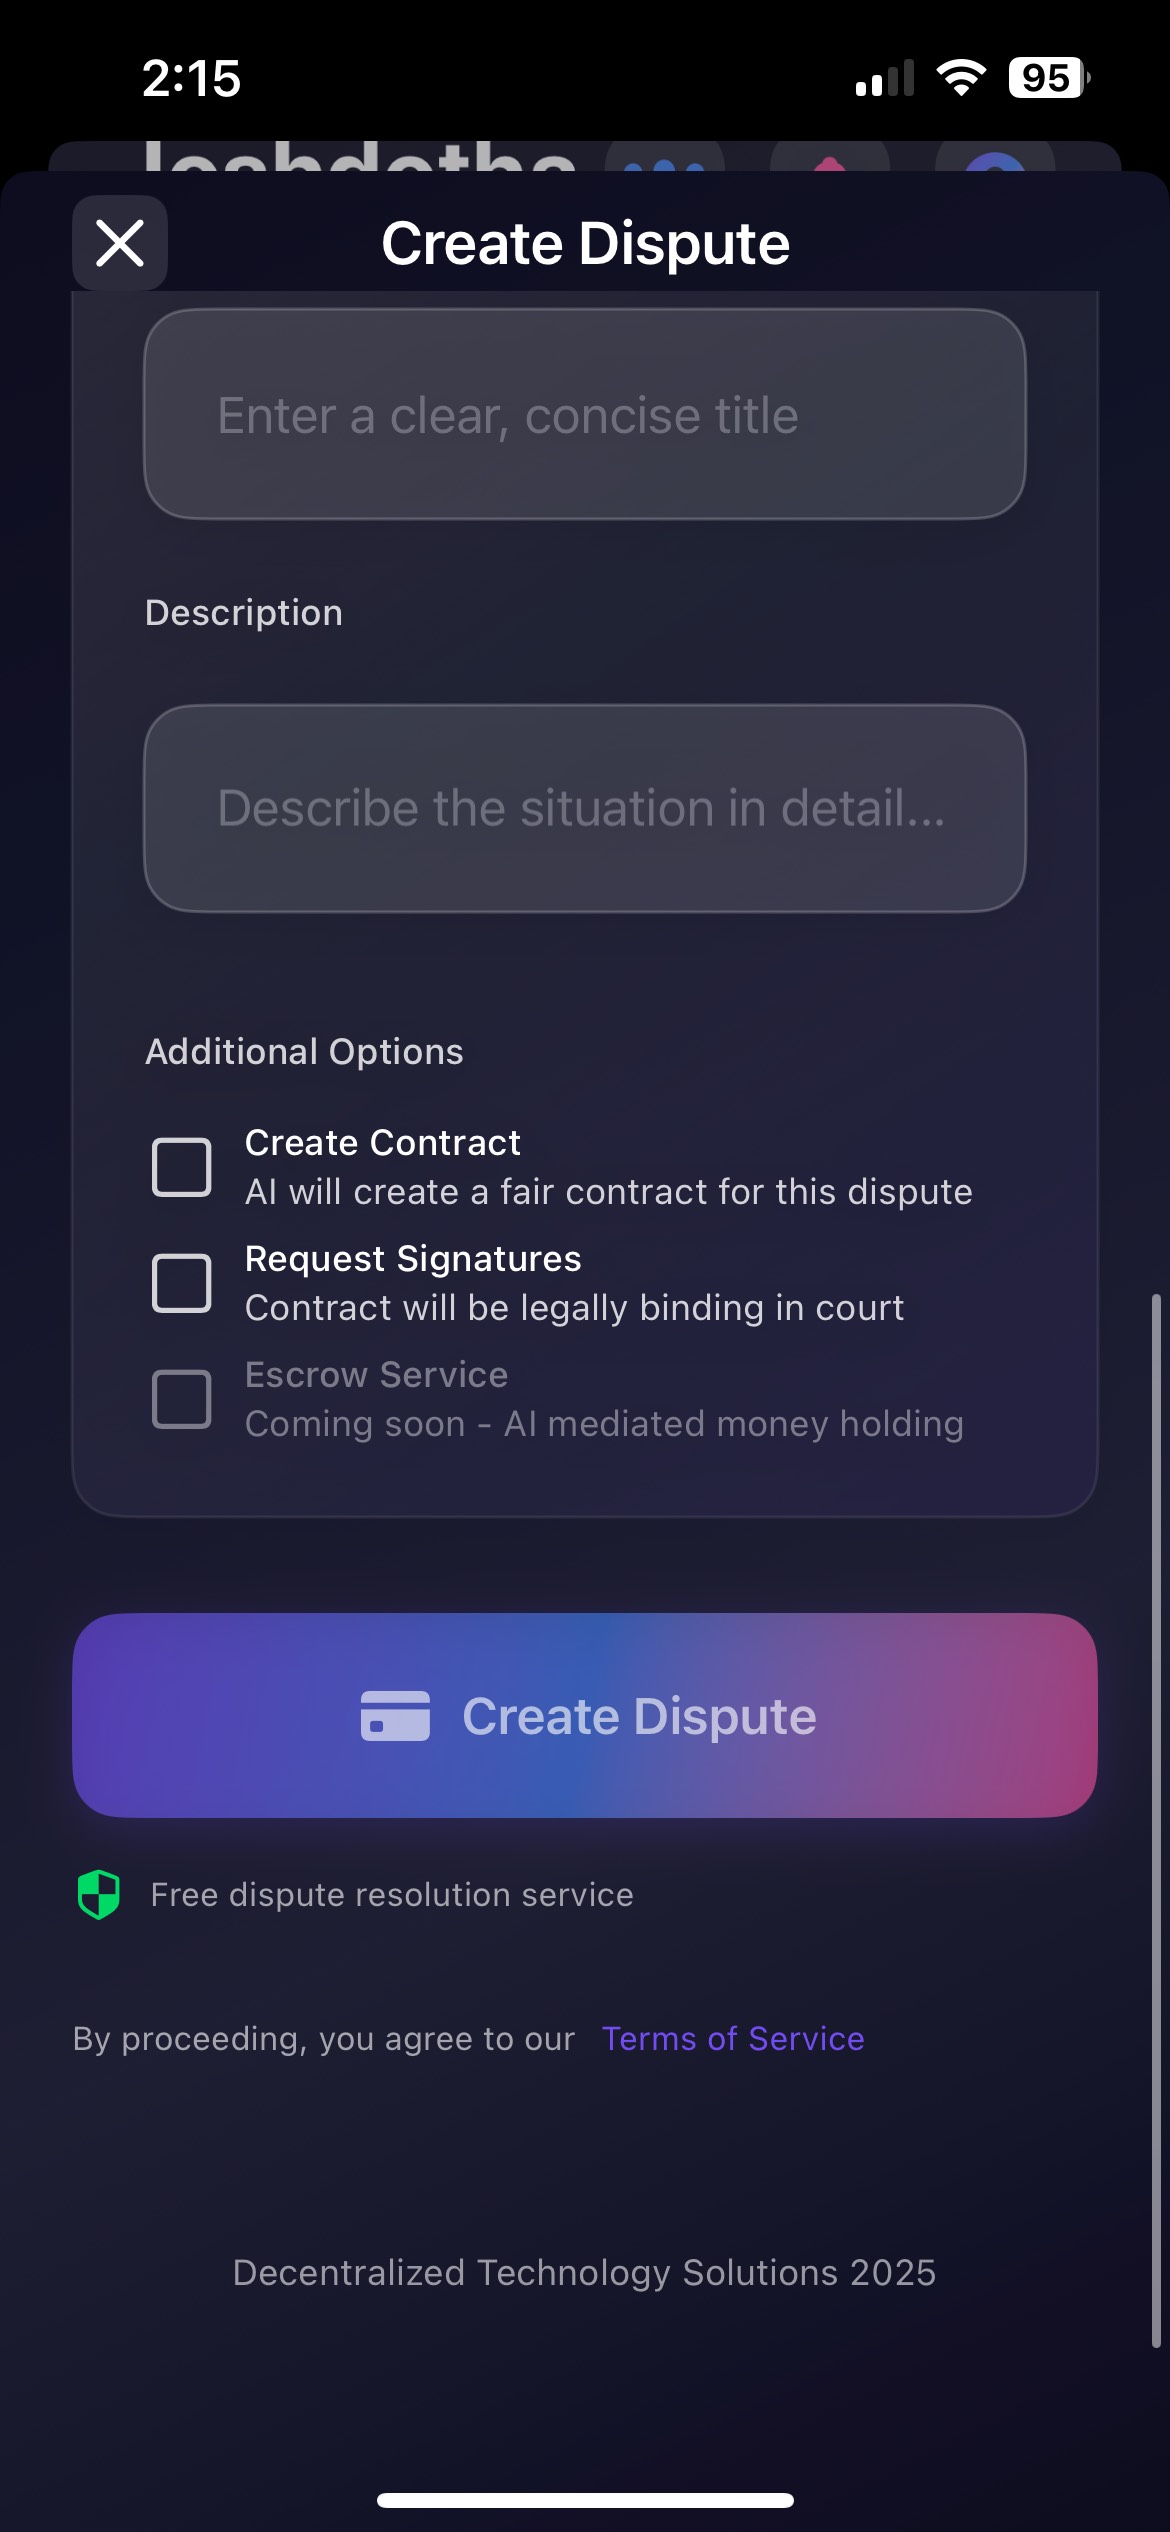 2:15
95
Create Dispute
Enter a clear, concise title
Description
Describe the situation in detail...
Additional Options
Create Contract
AI will create a fair contract for this dispute
Request Signatures
Contract will be legally binding in court
Escrow Service
Coming soon - AI mediated money holding
Create Dispute
Free dispute resolution service
By proceeding, you agree to our Terms of Service
Decentralized Technology Solutions 2025